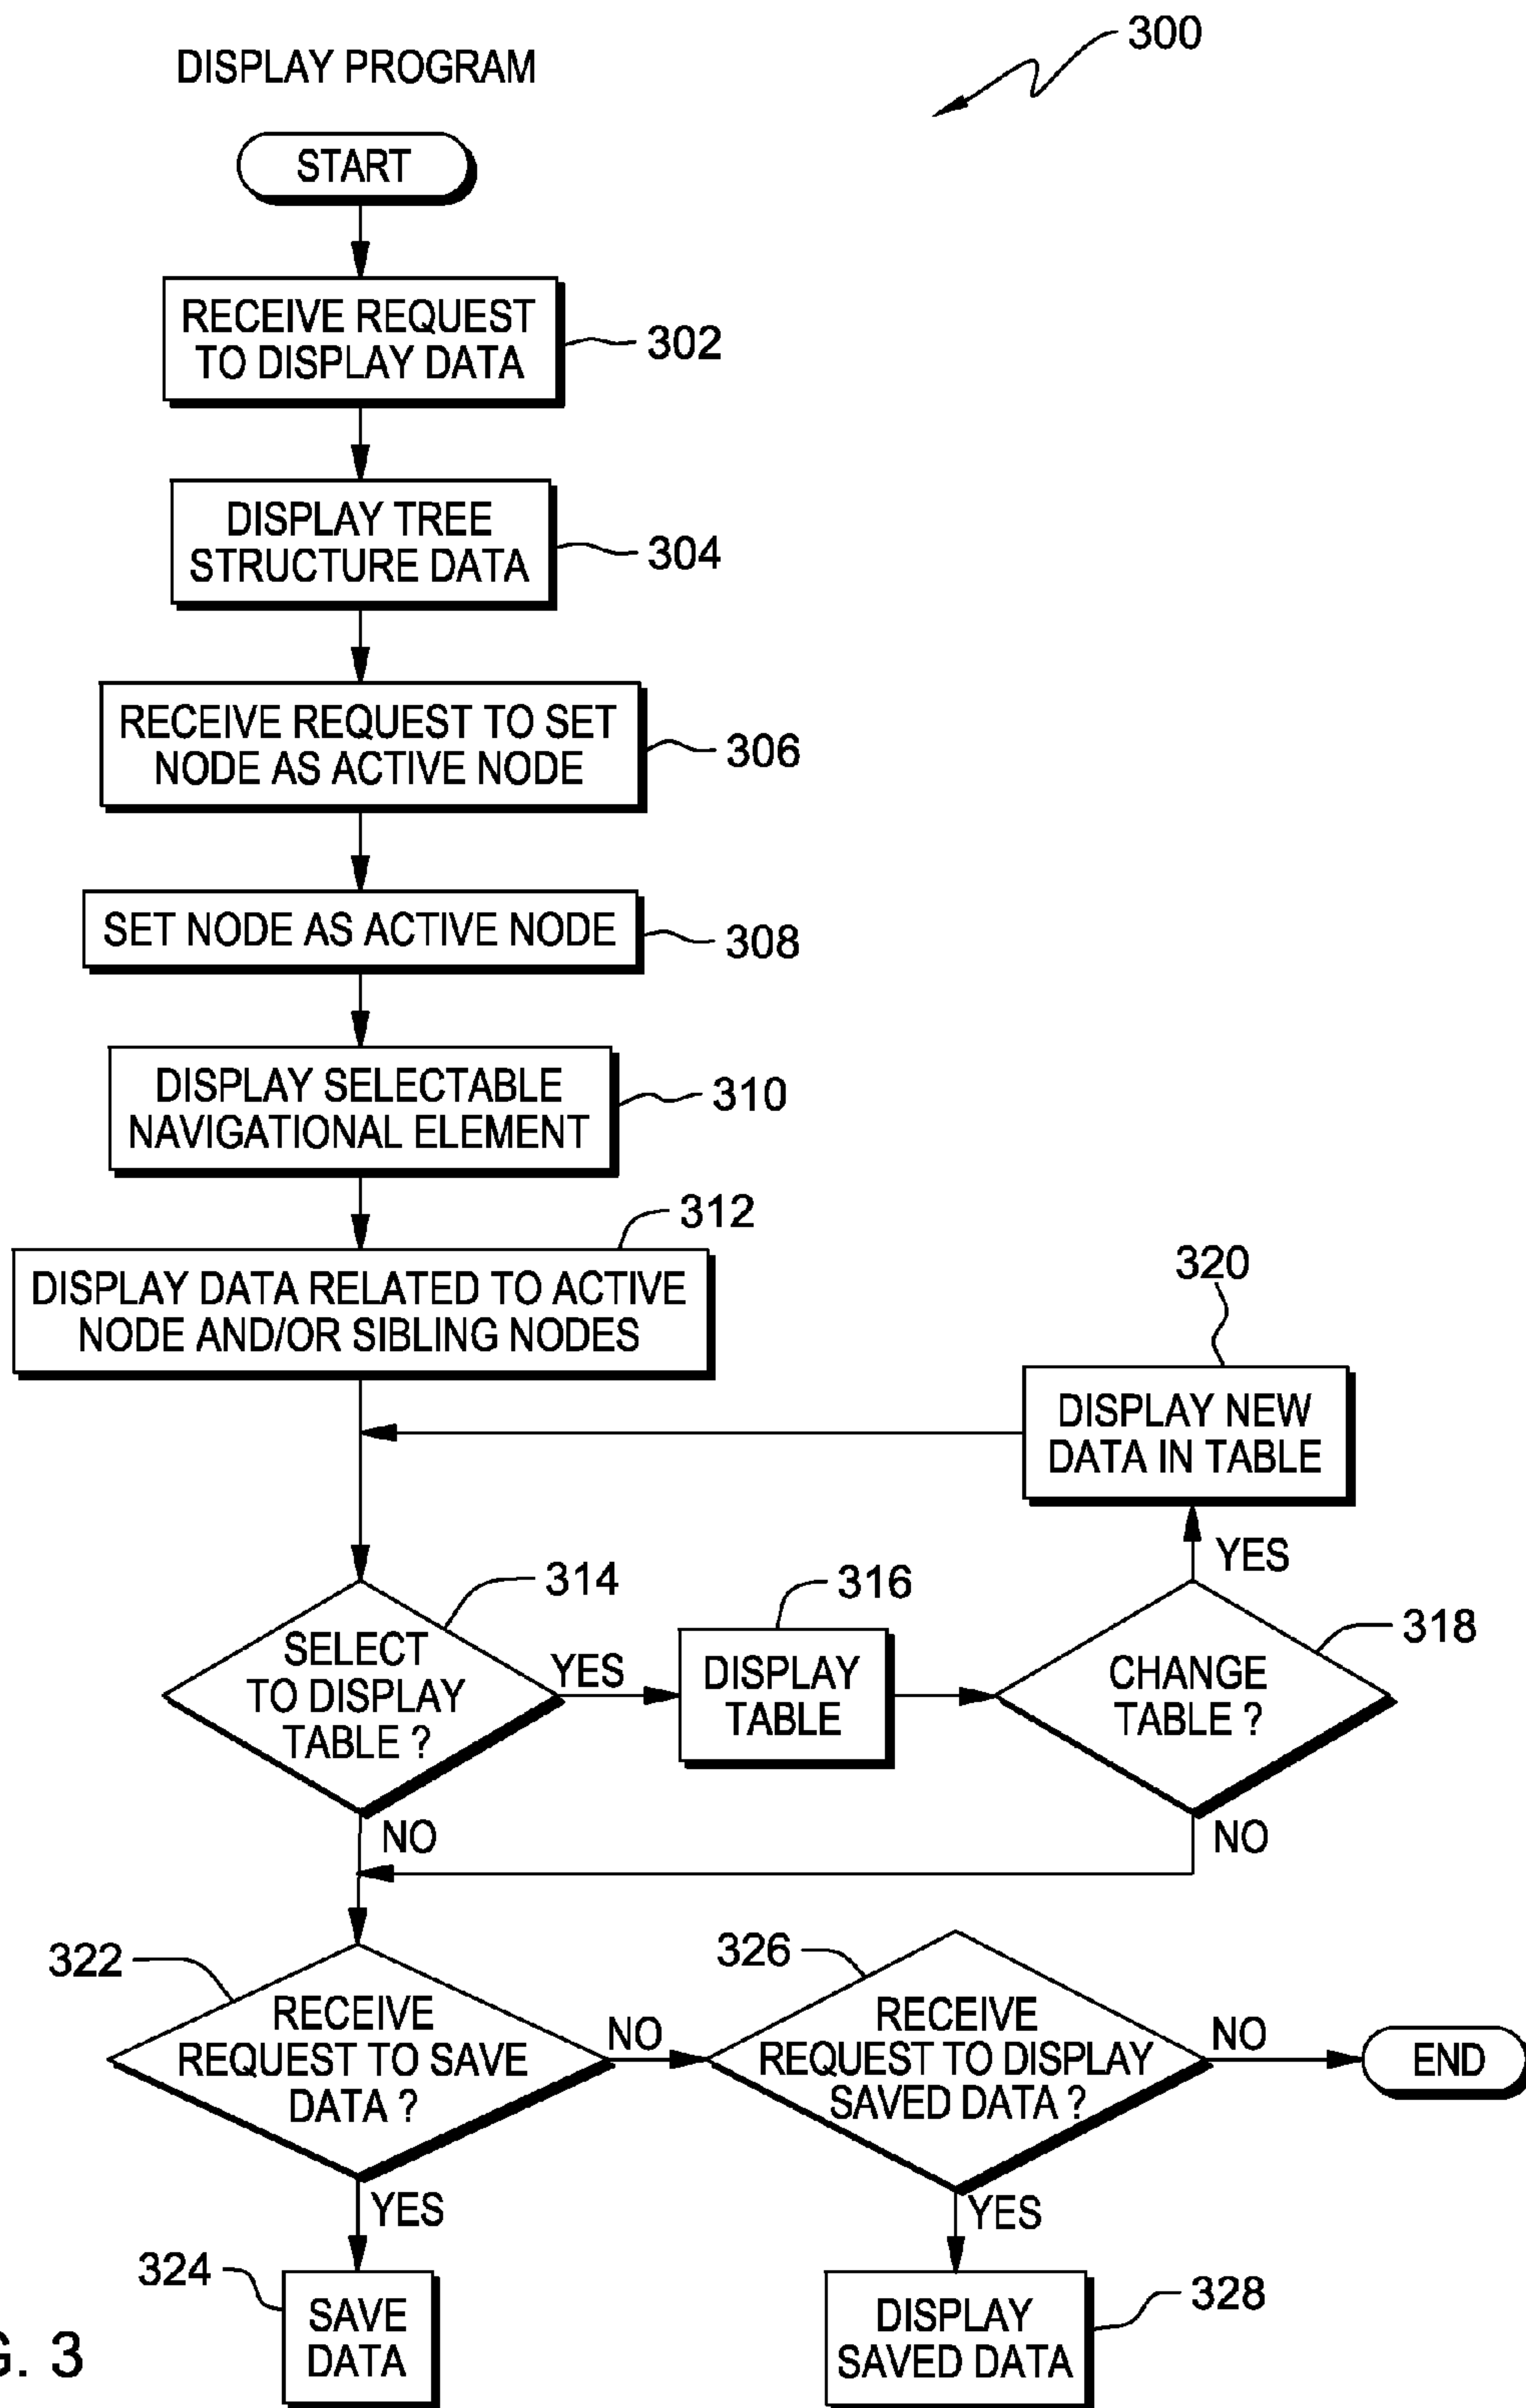 300
DISPLAY PROGRAM
START
RECEIVE REQUEST
TO DISPLAY DATA
302
DISPLAY TREE
STRUCTURE DATA
304
RECEIVE REQUEST TO SET
NODE AS ACTIVE NODE
306
SET NODE AS ACTIVE NODE
308
DISPLAY SELECTABLE
NAVIGATIONAL ELEMENT
310
312
DISPLAY DATA RELATED TO ACTIVE
NODE AND/OR SIBLING NODES
320
DISPLAY NEW
DATA IN TABLE
YES
314
SELECT
TO DISPLAY
TABLE ?
YES
316
DISPLAY
TABLE
318
CHANGE
TABLE ?
NO
NO
322
RECEIVE
REQUEST TO SAVE
DATA ?
NO
326
RECEIVE
REQUEST TO DISPLAY
SAVED DATA ?
NO
END
YES
YES
324
SAVE
DATA
328
DISPLAY
SAVED DATA
G. 3